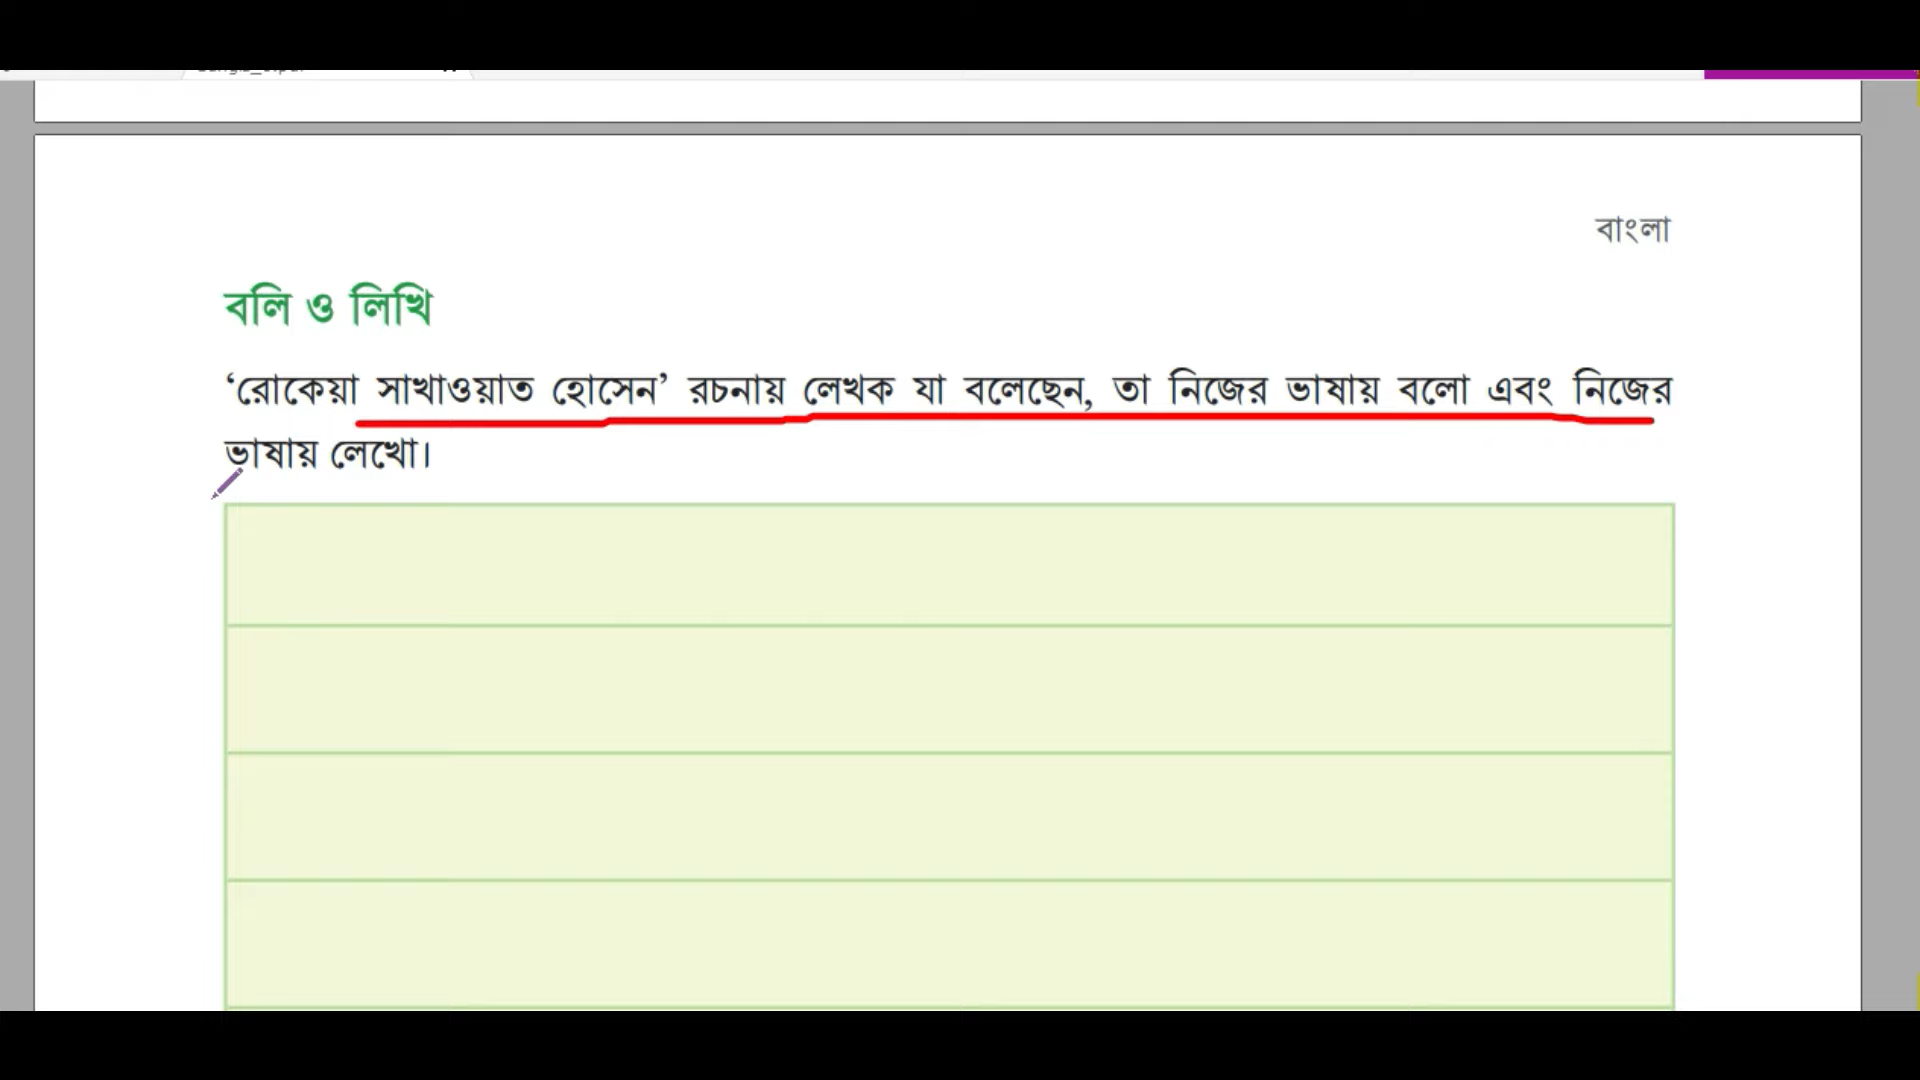 বাংলা
বলি ও লিখি
‘রোকেয়া সাখাওয়াত হোসেন’ রচনায় লেখক যা বলেছেন, তা নিজের ভাষায় বলো এবং নিজের
ভাষায় লেখো।